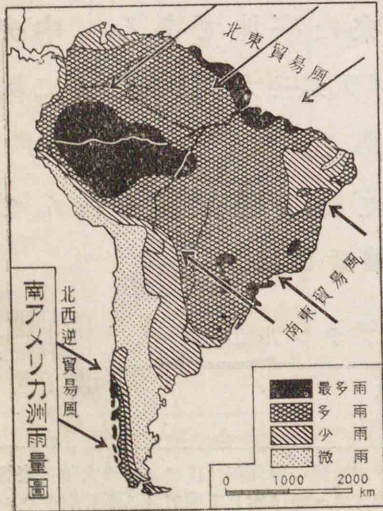 北東貿易風
南東貿易風
北西逆貿易風
南アメリカ洲雨量圖
最多雨
多雨
少雨
微雨
0 1000 2000
km